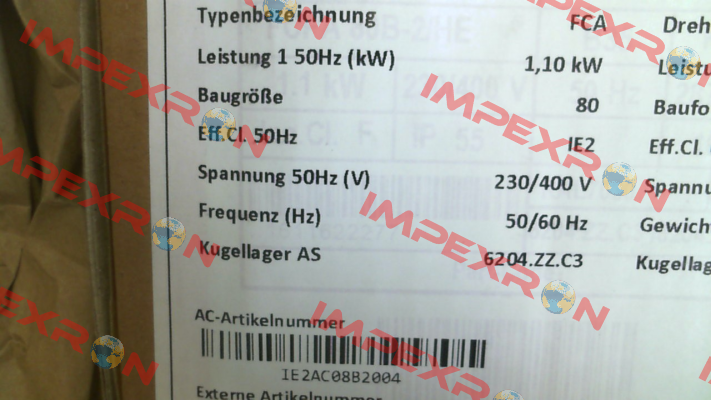 Typenbezeichnung FCA Dreh
Leistung 1 50Hz (kW) 1,10 kW Leistu
Baugröße 80 Baufo
Eff.Cl. 50Hz IE2 Eff.Cl.
Spannung 50Hz (V) 230/400 V Spannu
Frequenz (Hz) 50/60 Hz Gewich
Kugellager AS 6204.ZZ.C3 Kugellag
AC-Artikelnummer
IE2AC08B2004
Externe Artikelnummer
IMPEXRON
IMPEXRON
IMPEXRON
IMPEXRON
IMPEXRON
IMPEXRON